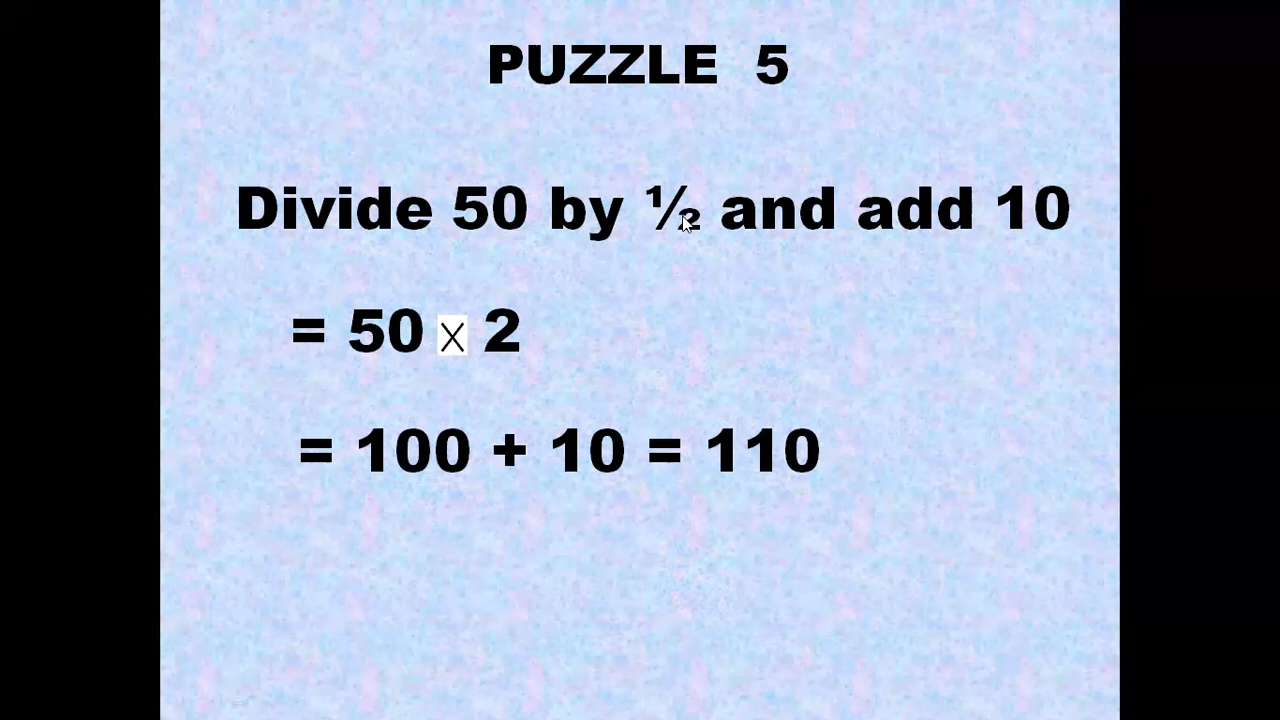 PUZZLE 5
Divide 50 by ½ and add 10
= 50 × 2
= 100 + 10 = 110